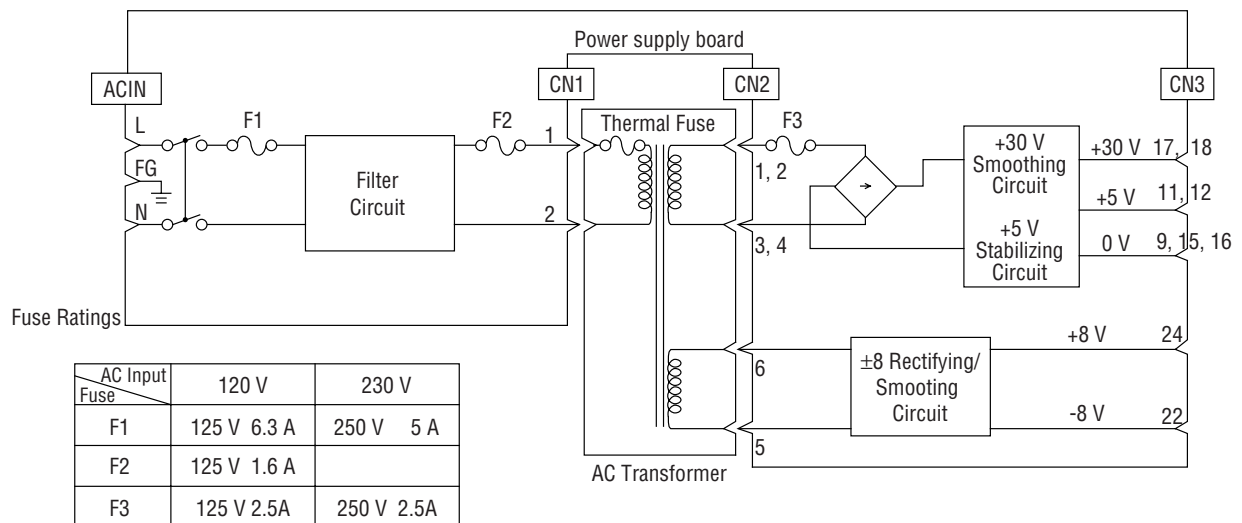 Power supply board
ACIN
CN1
CN2
CN3
L
F1
F2
1
Thermal Fuse
F3
FG
Filter
Circuit
N
2
1, 2
3, 4
+30 V
Smoothing
Circuit
+5 V
Stabilizing
Circuit
+30 V
17, 18
+5 V
11, 12
0 V
9, 15, 16
Fuse Ratings
6
±8 Rectifying/
Smooting
Circuit
+8 V
24
-8 V
22
5
AC Transformer
AC Input
Fuse
120 V
230 V
F1
125 V 6.3 A
250 V 5 A
F2
125 V 1.6 A
F3
125 V 2.5A
250 V 2.5A